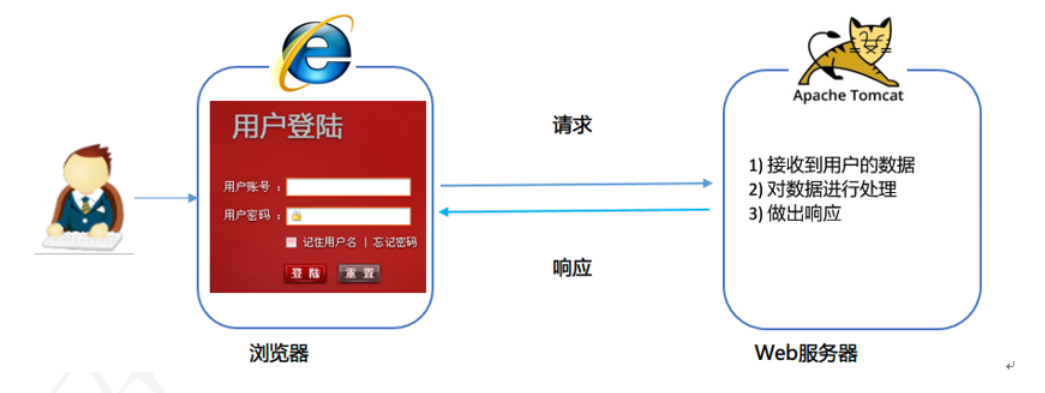 Apache Tomcat
用户登陆
请求
1) 接收到用户的数据
2) 对数据进行处理
3) 做出响应
用户账号：
用户密码：
记住用户名 | 忘记密码
登 陆 重 置
响应
浏览器
Web服务器